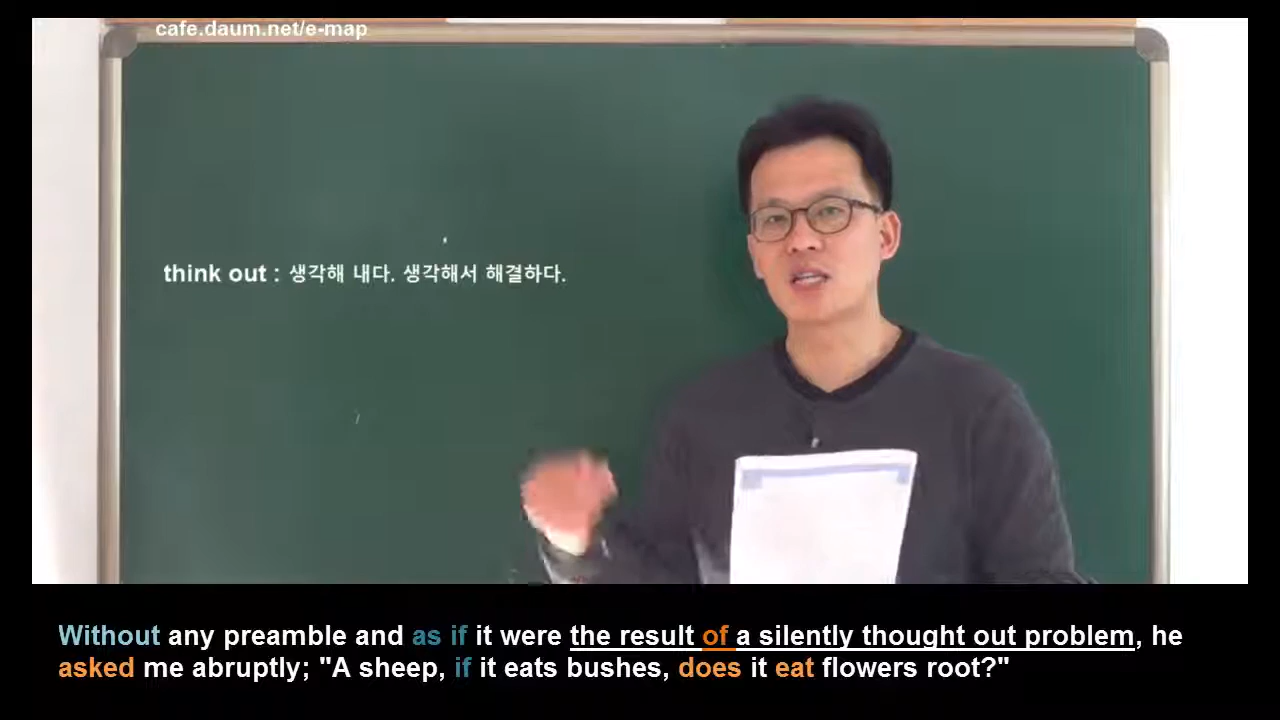 cafe.daum.net/e-map
think out : 생각해 내다. 생각해서 해결하다.
Without any preamble and as if it were the result of a silently thought out problem, he
asked me abruptly; "A sheep, if it eats bushes, does it eat flowers root?"